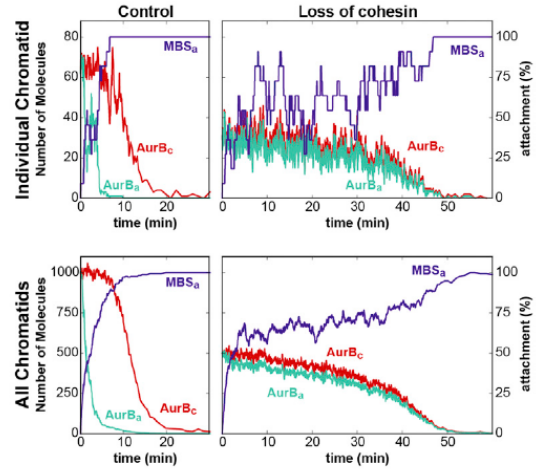 Control
Loss of cohesin
Individual Chromatid
Number of Molecules
80
60
40
20
0
MBSa
AurBc
AurBa
0 10 20 30
time (min)
MBSa
AurBc
AurBa
0 10 20 30 40 50
time (min)
100
75
50
25
0
attachment (%)
All Chromatids
Number of Molecules
1000
750
500
250
0
MBSa
AurBa
AurBc
0 10 20 30
time (min)
MBSa
AurBc
AurBa
0 10 20 30 40 50
time (min)
100
75
50
25
0
attachment (%)